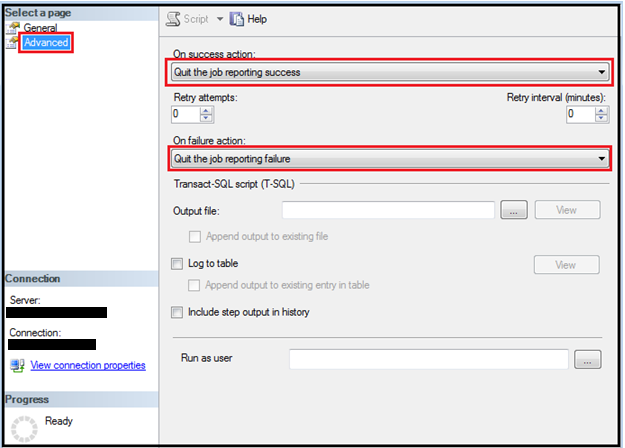 Select a page
General
Advanced
Script
Help
On success action:
Quit the job reporting success
Retry attempts:
Retry interval (minutes):
0
0
On failure action:
Quit the job reporting failure
Transact-SQL script (T-SQL)
Output file:
...
View
Append output to existing file
Log to table
View
Append output to existing entry in table
Include step output in history
Run as user
...
Connection
Server:
Connection:
View connection properties
Progress
Ready